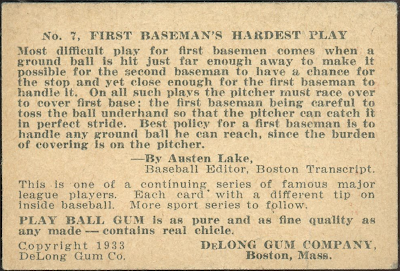 No. 7, FIRST BASEMAN'S HARDEST PLAY
Most difficult play for first basemen comes when a
ground ball is hit just far enough away to make it
possible for the second baseman to have a chance for
the stop and yet close enough for the first baseman to
handle it. On all such plays the pitcher must race over
to cover first base: the first baseman being careful to
toss the ball underhand so that the pitcher can catch it
in perfect stride. Best policy for a first baseman is to
handle any ground ball he can reach, since the burden
of covering is on the pitcher.
—By Austen Lake,
Baseball Editor, Boston Transcript.
This is one of a continuing series of famous major
league players. Each card with a different tip on
inside baseball. More sport series to follow.
PLAY BALL GUM is as pure and as fine quality as
any made — contains real chicle.
Copyright 1933 DeLONG GUM COMPANY,
DeLong Gum Co. Boston, Mass.